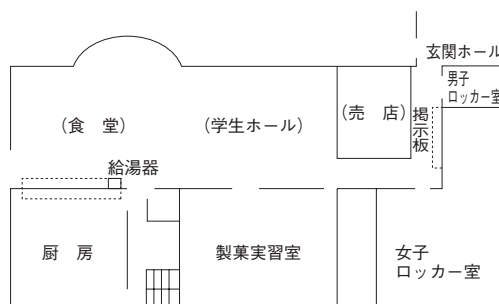 玄関ホール
男子
ロッカー室
(食　堂)
(学生ホール)
(売　店)
掲示板
給湯器
厨　房
製菓実習室
女子
ロッカー室